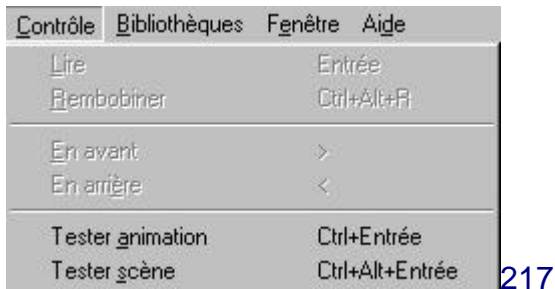 Contrôle Bibliothèques Fenêtre Aide
Lire Entrée
Rembobiner Ctrl+Alt+R
En avant >
En arrière <
Tester animation Ctrl+Entrée
Tester scène Ctrl+Alt+Entrée 217